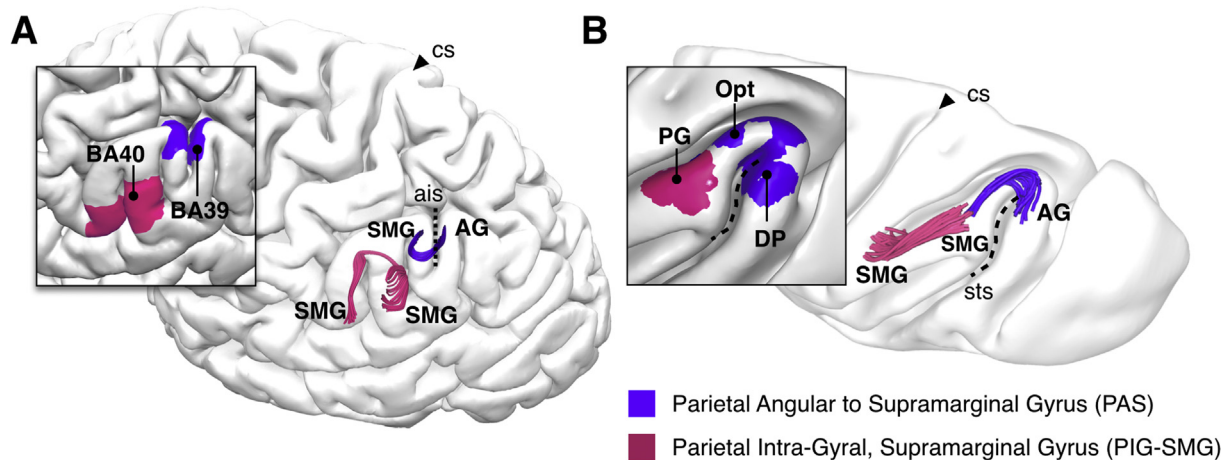 A
cs
BA40
BA39
ais
SMG
AG
SMG
SMG
B
cs
Opt
PG
DP
AG
SMG
SMG
sts
Parietal Angular to Supramarginal Gyrus (PAS)
Parietal Intra-Gyral, Supramarginal Gyrus (PIG-SMG)